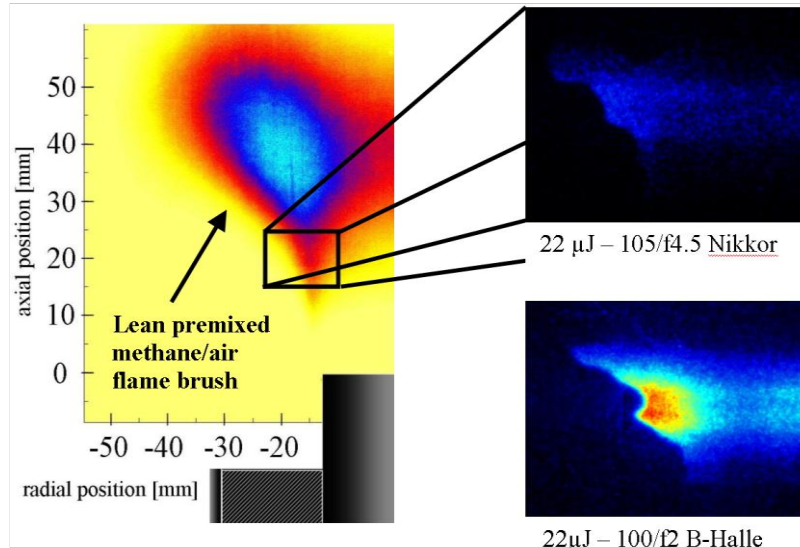 50
40
30
20
10
0
axial position [mm]
-50 -40 -30 -20
radial position [mm]
Lean premixed
methane/air
flame brush
22 µJ – 105/f4.5 Nikkor
22µJ – 100/f2 B-Halle